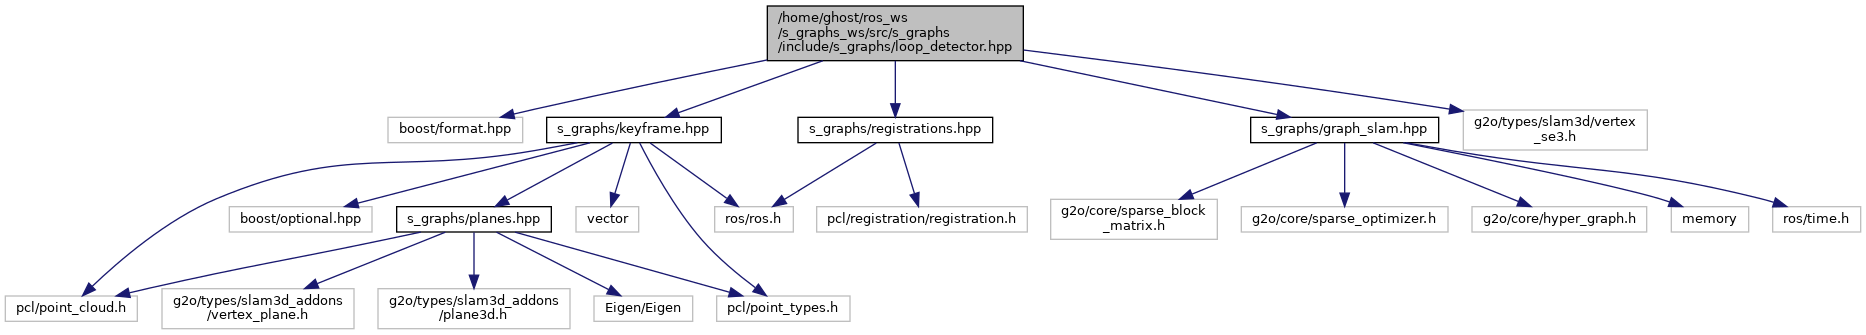 /home/ghost/ros_ws
/s_graphs_ws/src/s_graphs
/include/s_graphs/loop_detector.hpp
boost/format.hpp
s_graphs/keyframe.hpp
s_graphs/registrations.hpp
s_graphs/graph_slam.hpp
g2o/types/slam3d/vertex
_se3.h
boost/optional.hpp
s_graphs/planes.hpp
vector
ros/ros.h
pcl/registration/registration.h
g2o/core/sparse_block
_matrix.h
g2o/core/sparse_optimizer.h
g2o/core/hyper_graph.h
memory
ros/time.h
pcl/point_cloud.h
g2o/types/slam3d_addons
/vertex_plane.h
g2o/types/slam3d_addons
/plane3d.h
Eigen/Eigen
pcl/point_types.h